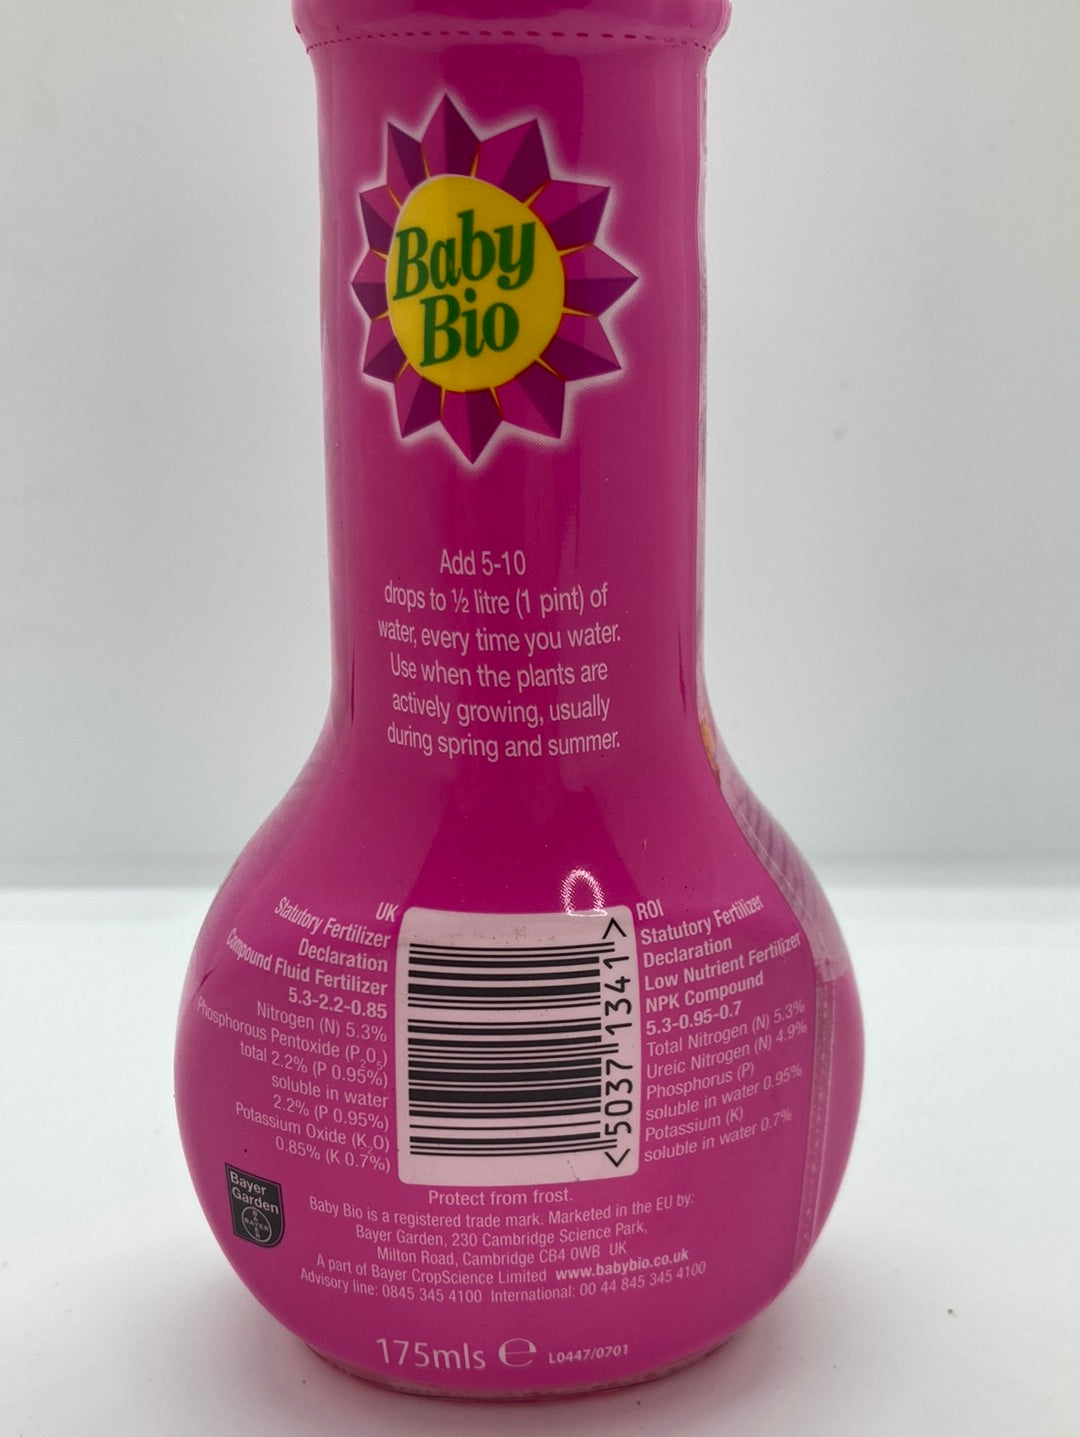 Baby
Bio
Add 5-10
drops to ½ litre (1 pint) of
water, every time you water.
Use when the plants are
actively growing, usually
during spring and summer.
UK
Statutory Fertilizer
Declaration
Compound Fluid Fertilizer
5.3-2.2-0.85
Nitrogen (N) 5.3%
Phosphorous Pentoxide (P₂O₅)
total 2.2% (P 0.95%)
soluble in water
2.2% (P 0.95%)
Potassium Oxide (K₂O)
0.85% (K 0.7%)
<5037 1341>
ROI
Statutory Fertilizer
Declaration
Low Nutrient Fertilizer
NPK Compound
5.3-0.95-0.7
Total Nitrogen (N) 5.3%
Ureic Nitrogen (N) 4.9%
Phosphorus (P)
soluble in water 0.95%
Potassium (K)
soluble in water 0.7%
Bayer
Garden
BAYER
Protect from frost.
Baby Bio is a registered trade mark. Marketed in the EU by:
Bayer Garden, 230 Cambridge Science Park,
Milton Road, Cambridge CB4 0WB UK
A part of Bayer CropScience Limited www.babybio.co.uk
Advisory line: 0845 345 4100 International: 00 44 845 345 4100
175mls e L0447/0701